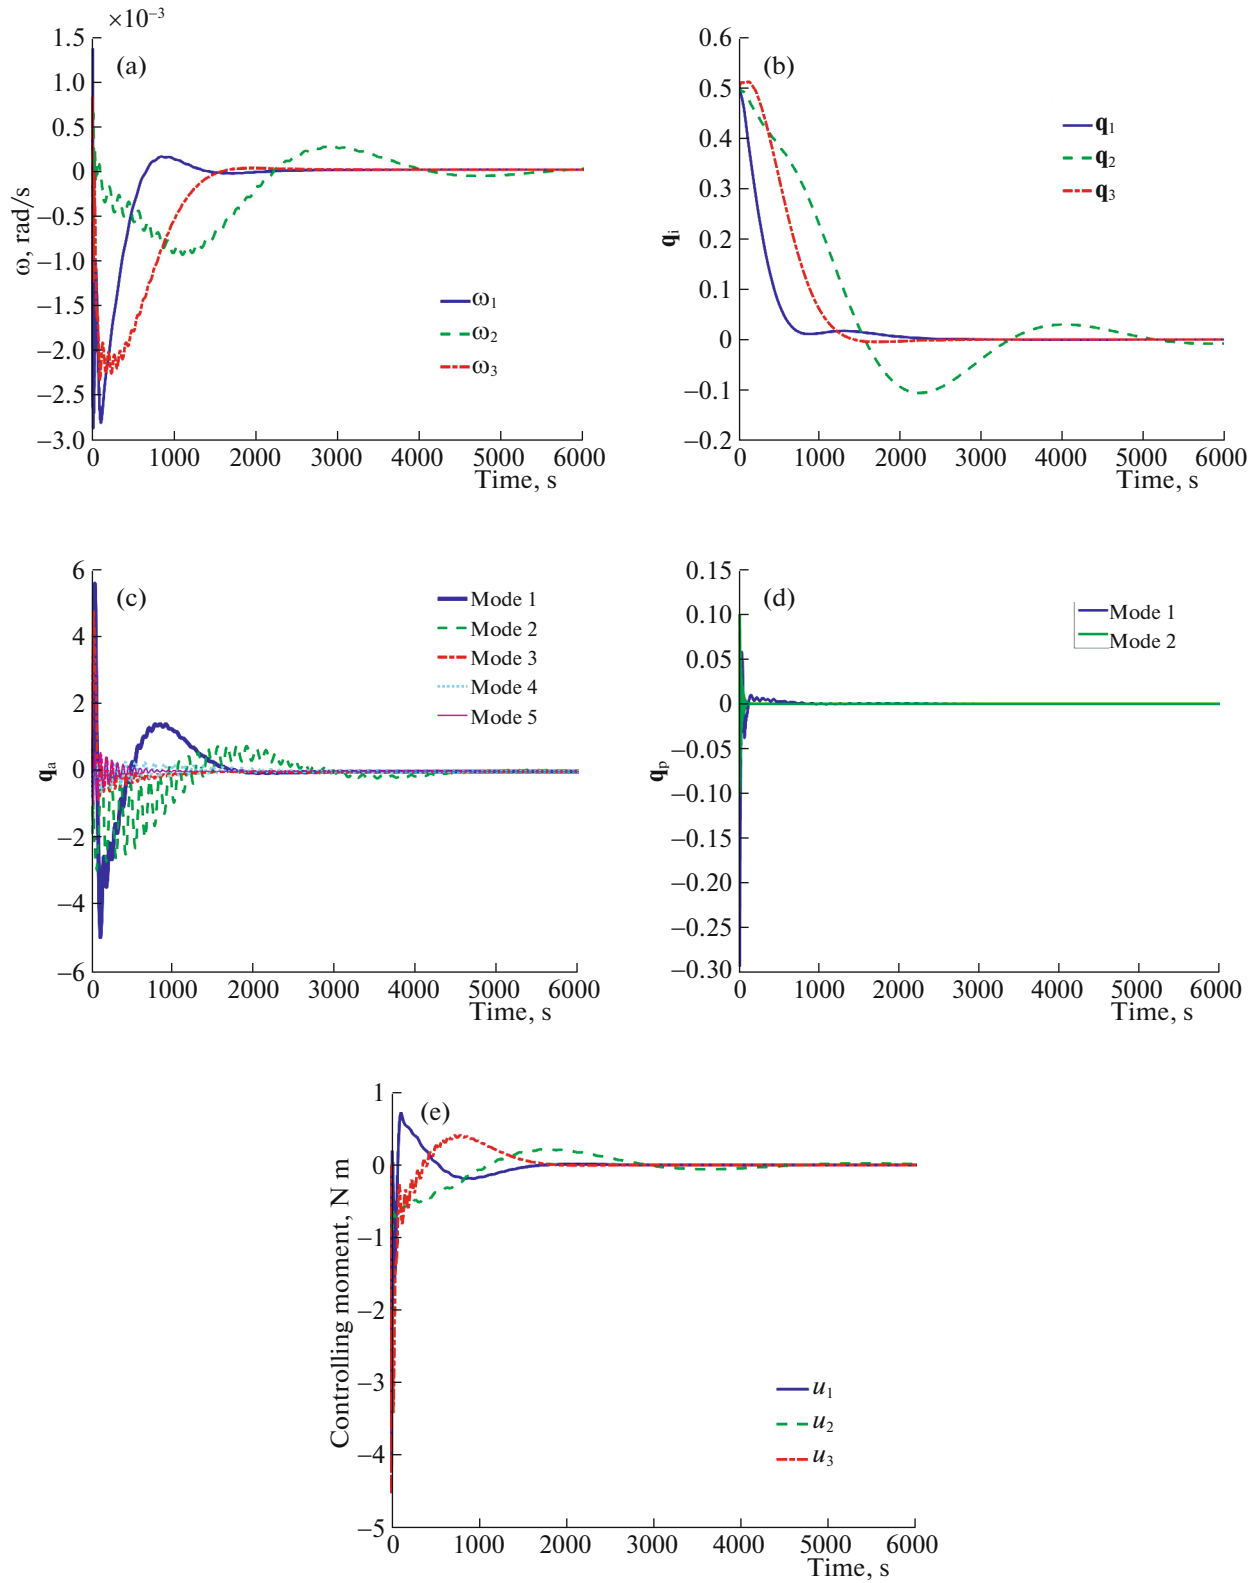 ×10⁻³
1.5
(a)
1.0
0.5
0
−0.5
−1.0
−1.5
−2.0
−2.5
−3.0
ω, rad/s
ω₁
ω₂
ω₃
0 1000 2000 3000 4000 5000 6000
Time, s
0.6
(b)
0.5
0.4
0.3
0.2
0.1
0
−0.1
−0.2
qᵢ
q₁
q₂
q₃
0 1000 2000 3000 4000 5000 6000
Time, s
6
(c)
4
2
0
−2
−4
−6
qₐ
Mode 1
Mode 2
Mode 3
Mode 4
Mode 5
0 1000 2000 3000 4000 5000 6000
Time, s
0.15
(d)
0.10
0.05
0
−0.05
−0.10
−0.15
−0.20
−0.25
−0.30
qₚ
Mode 1
Mode 2
0 1000 2000 3000 4000 5000 6000
Time, s
1
(e)
0
−1
−2
−3
−4
−5
Controlling moment, N m
u₁
u₂
u₃
0 1000 2000 3000 4000 5000 6000
Time, s